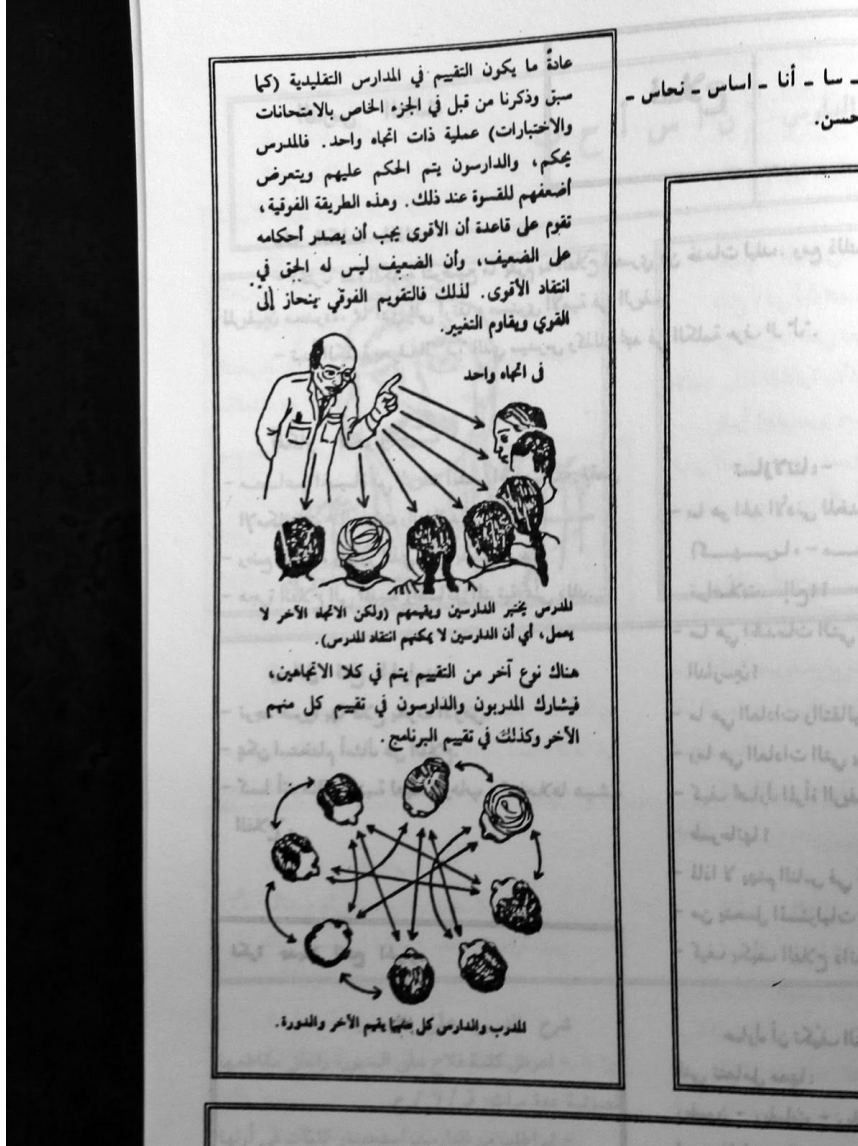 عادةً ما يكون التقييم في المدارس التقليدية (كما
سبق وذكرنا من قبل في الجزء الخاص بالامتحانات
والاختبارات) عملية ذات اتجاه واحد. فالمدرس
يحكم، والدارسون يتم الحكم عليهم ويتعرض
أضعفهم للقسوة عند ذلك. وهذه الطريقة الفوقية،
تقوم على قاعدة أن الأقوى يجب أن يصدر أحكامه
على الضعيف، وأن الضعيف ليس له الحق في
انتقاد الأقوى. لذلك فالتقويم الفوقي ينحاز إلى
القوي ويقاوم التغيير.
فى اتجاه واحد
المدرس يختبر الدارسين ويقيمهم (ولكن الاتجاه الآخر لا
يعمل، أي أن الدارسين لا يمكنهم انتقاد المدرس).
هناك نوع آخر من التقييم يتم في كلا الاتجاهين،
فيشارك المدربون والدارسون في تقييم كل منهم
الآخر وكذلك في تقييم البرنامج.
المدرب والدارس كل منهما يقيم الآخر والدورة.
ـ سا ـ أنا ـ اساس ـ نحاس ـ
حسن.